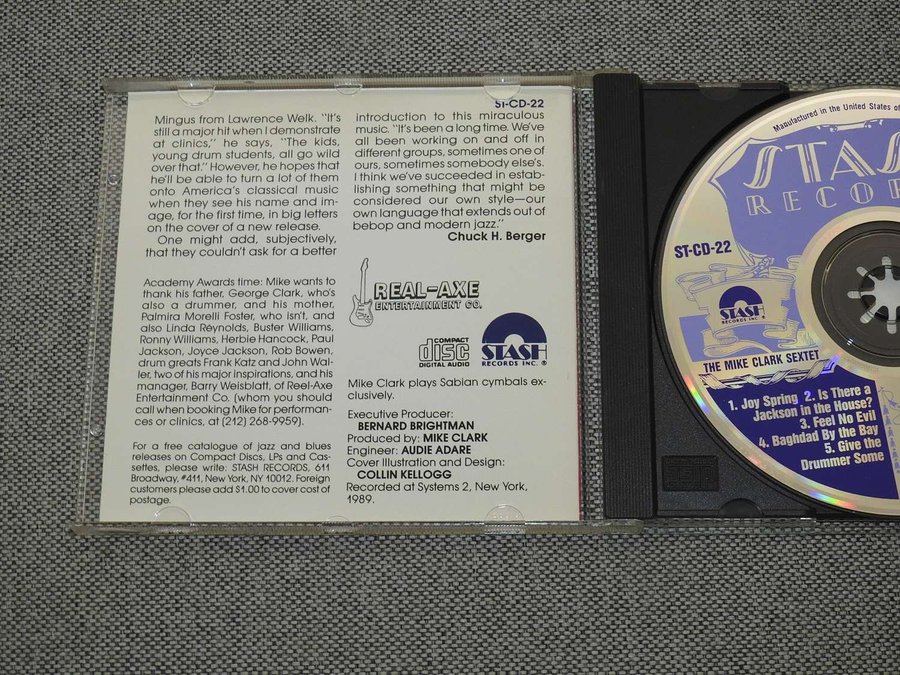 Mingus from Lawrence Welk. "It's
still a major hit when I demonstrate
at clinics," he says, "The kids,
young drum students, all go wild
over that." However, he hopes that
he'll be able to turn a lot of them
onto America's classical music
when they see his name and im-
age, for the first time, in big letters
on the cover of a new release.
One might add, subjectively,
that they couldn't ask for a better
ST-CD-22
introduction to this miraculous
music. "It's been a long time. We've
all been working on and off in
different groups, sometimes one of
ours, sometimes somebody else's.
I think we've succeeded in estab-
lishing something that might be
considered our own style—our
own language that extends out of
bebop and modern jazz."
Chuck H. Berger
Academy Awards time: Mike wants to
thank his father, George Clark, who's
also a drummer, and his mother,
Palmira Morelli Foster, who isn't, and
also Linda Reynolds, Buster Williams,
Ronny Williams, Herbie Hancock, Paul
Jackson, Joyce Jackson, Rob Bowen,
drum greats Frank Katz and John Wal-
ler, two of his major inspirations, and his
manager, Barry Weisblatt, of Reel-Axe
Entertainment Co. (whom you should
call when booking Mike for performan-
ces or clinics, at (212) 268-9959).
For a free catalogue of jazz and blues
releases on Compact Discs, LPs and Cas-
settes, please write: STASH RECORDS, 611
Broadway, #411, New York, NY 10012. Foreign
customers please add $1.00 to cover cost of
postage.
REAL-AXE
ENTERTAINMENT CO.
COMPACT
disc
DIGITAL AUDIO
STASH
RECORDS INC. ®
Mike Clark plays Sabian cymbals ex-
clusively.
Executive Producer:
BERNARD BRIGHTMAN
Produced by: MIKE CLARK
Engineer: AUDIE ADARE
Cover Illustration and Design:
COLLIN KELLOGG
Recorded at Systems 2, New York,
1989.
Manufactured in the United States of
STAS
RECO
ST-CD-22
STASH
RECORDS INC. ®
THE MIKE CLARK SEXTET
1. Joy Spring 2. Is There a
Jackson in the House?
3. Feel No Evil
4. Baghdad By the Bay
5. Give the
Drummer Some